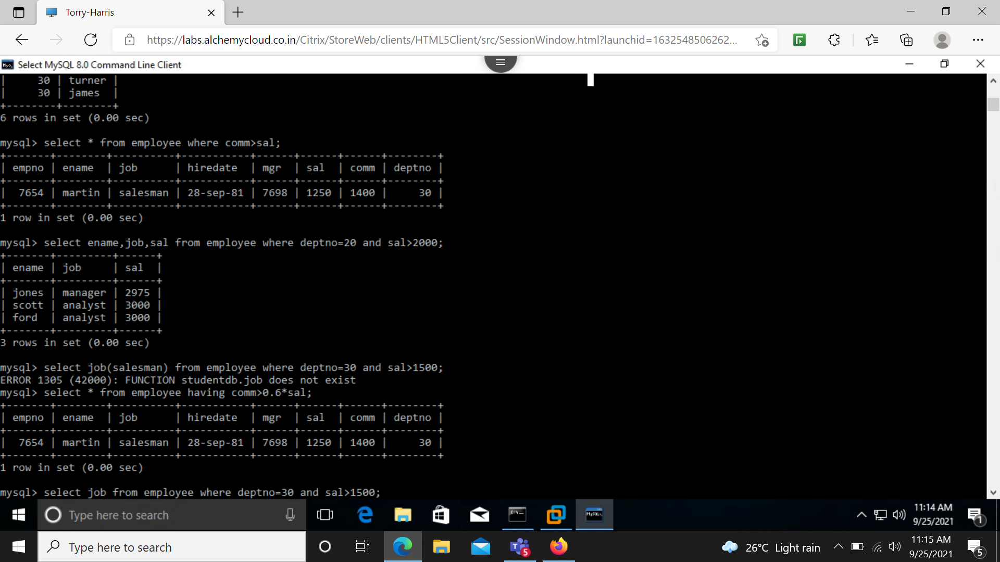 Torry-Harris
https://labs.alchemycloud.co.in/Citrix/StoreWeb/clients/HTML5Client/src/SessionWindow.html?launchid=1632548506262...
Select MySQL 8.0 Command Line Client
|      30 | turner |
|      30 | james  |
+--------+--------+
6 rows in set (0.00 sec)
mysql> select * from employee where comm>sal;
+-------+--------+----------+-----------+------+------+------+--------+
| empno | ename  | job      | hiredate  | mgr  | sal  | comm | deptno |
+-------+--------+----------+-----------+------+------+------+--------+
|  7654 | martin | salesman | 28-sep-81 | 7698 | 1250 | 1400 |     30 |
+-------+--------+----------+-----------+------+------+------+--------+
1 row in set (0.00 sec)
mysql> select ename,job,sal from employee where deptno=20 and sal>2000;
+-------+---------+------+
| ename | job     | sal  |
+-------+---------+------+
| jones | manager | 2975 |
| scott | analyst | 3000 |
| ford  | analyst | 3000 |
+-------+---------+------+
3 rows in set (0.00 sec)
mysql> select job(salesman) from employee where deptno=30 and sal>1500;
ERROR 1305 (42000): FUNCTION studentdb.job does not exist
mysql> select * from employee having comm>0.6*sal;
+-------+--------+----------+-----------+------+------+------+--------+
| empno | ename  | job      | hiredate  | mgr  | sal  | comm | deptno |
+-------+--------+----------+-----------+------+------+------+--------+
|  7654 | martin | salesman | 28-sep-81 | 7698 | 1250 | 1400 |     30 |
+-------+--------+----------+-----------+------+------+------+--------+
1 row in set (0.00 sec)
mysql> select job from employee where deptno=30 and sal>1500;
Type here to search
11:14 AM
9/25/2021
1
Type here to search
5
26°C Light rain
11:15 AM
9/25/2021
5